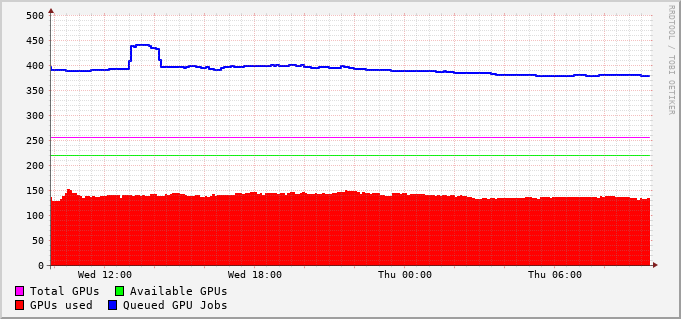 500
450
400
350
300
250
200
150
100
50
0
Wed 12:00 Wed 18:00 Thu 00:00 Thu 06:00
Total GPUs Available GPUs
GPUs used Queued GPU Jobs
RRDTOOL / TOBI OETIKER